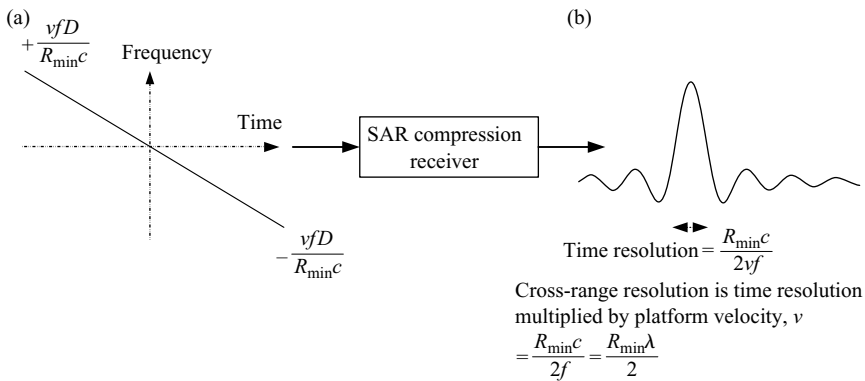 (a)
(b)
+ vfD / R_min c
Frequency
Time
SAR compression
receiver
− vfD / R_min c
Time resolution = R_min c / 2vf
Cross-range resolution is time resolution
multiplied by platform velocity, v
= R_min c / 2f = R_min λ / 2